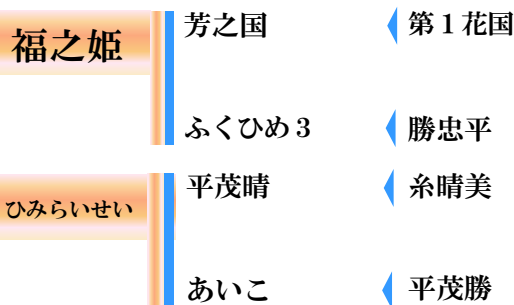 福之姫
芳之国
第１花国
ふくひめ３
勝忠平
ひみらいせい
平茂晴
糸晴美
あいこ
平茂勝